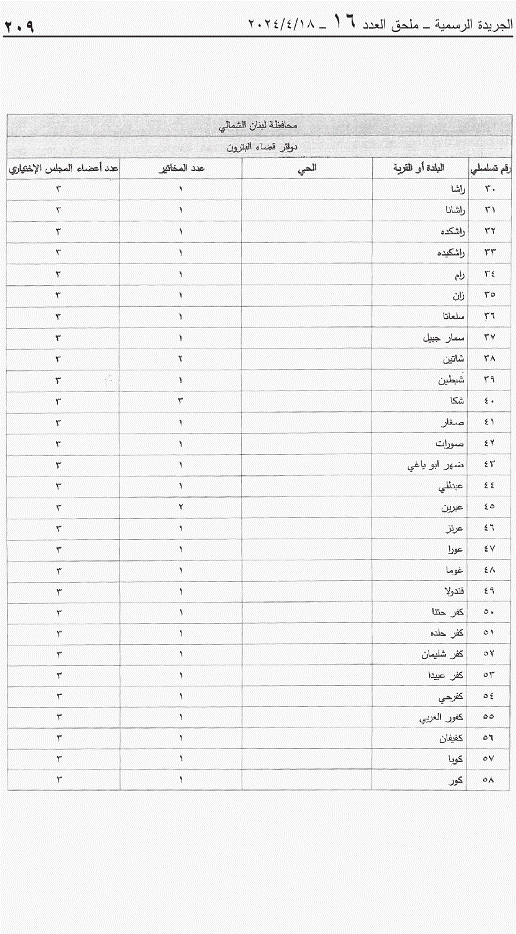 الجريدة الرسمية ــ ملحق العدد ١٦ ــ ٢٠٢٤/٤/١٨ ٢٠٩
محافظة لبنان الشمالي
دوائر قضاء البترون
رقم تسلسلي البلدة أو القرية الحي عدد المخاتير عدد أعضاء المجلس الإختياري
٣٠ راشا ١ ٣
٣١ راشانا ١ ٣
٣٢ راشكده ١ ٣
٣٣ راشكيده ١ ٣
٣٤ رام ١ ٣
٣٥ زان ١ ٣
٣٦ سلعاتا ١ ٣
٣٧ سمار جبيل ١ ٣
٣٨ شاتين ٢ ٣
٣٩ شبطين ١ ٣
٤٠ شكا ٣ ٣
٤١ صغار ١ ٣
٤٢ صورات ١ ٣
٤٣ ضهر ابو ياغي ١ ٣
٤٤ عبدللي ١ ٣
٤٥ عبرين ٢ ٣
٤٦ عرتز ١ ٣
٤٧ عورا ١ ٣
٤٨ غوما ١ ٣
٤٩ فتدولا ١ ٣
٥٠ كفر حتنا ١ ٣
٥١ كفر حلده ١ ٣
٥٢ كفر شليمان ١ ٣
٥٣ كفر عبيدا ١ ٣
٥٤ كفرحي ١ ٣
٥٥ كفور العربي ١ ٣
٥٦ كفيفان ١ ٣
٥٧ كوبا ١ ٣
٥٨ كور ١ ٣